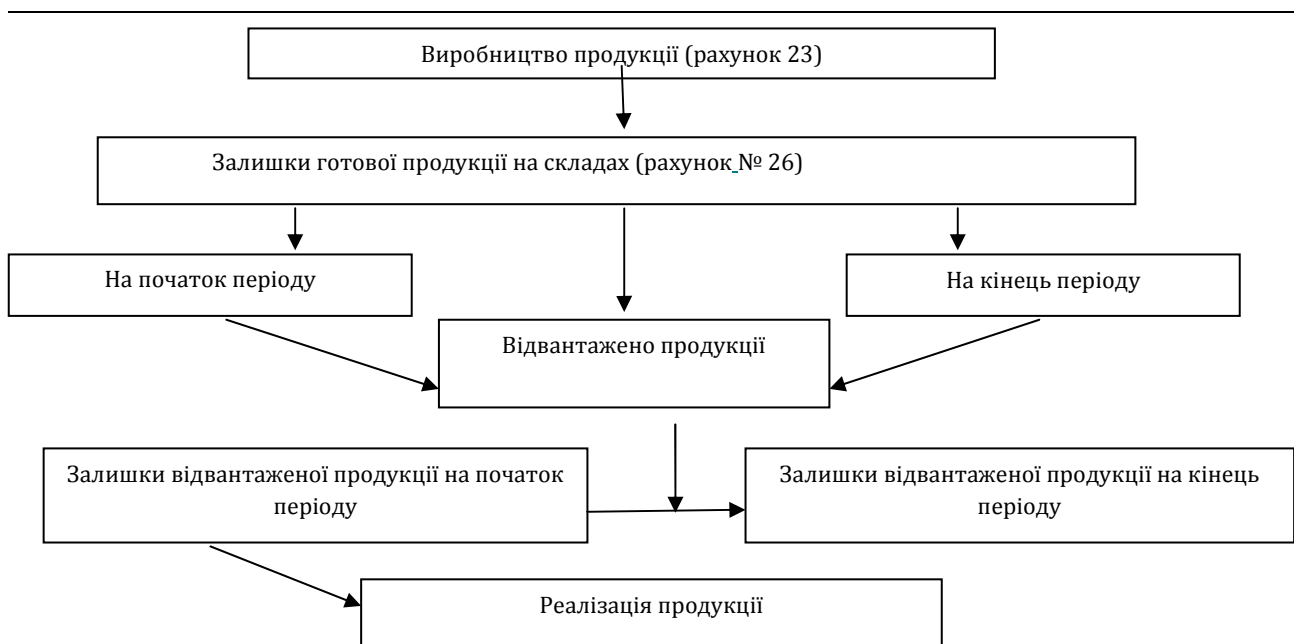 Виробництво продукції (рахунок 23)
Залишки готової продукції на складах (рахунок № 26)
На початок періоду
На кінець періоду
Відвантажено продукції
Залишки відвантаженої продукції на початок
періоду
Залишки відвантаженої продукції на кінець
періоду
Реалізація продукції